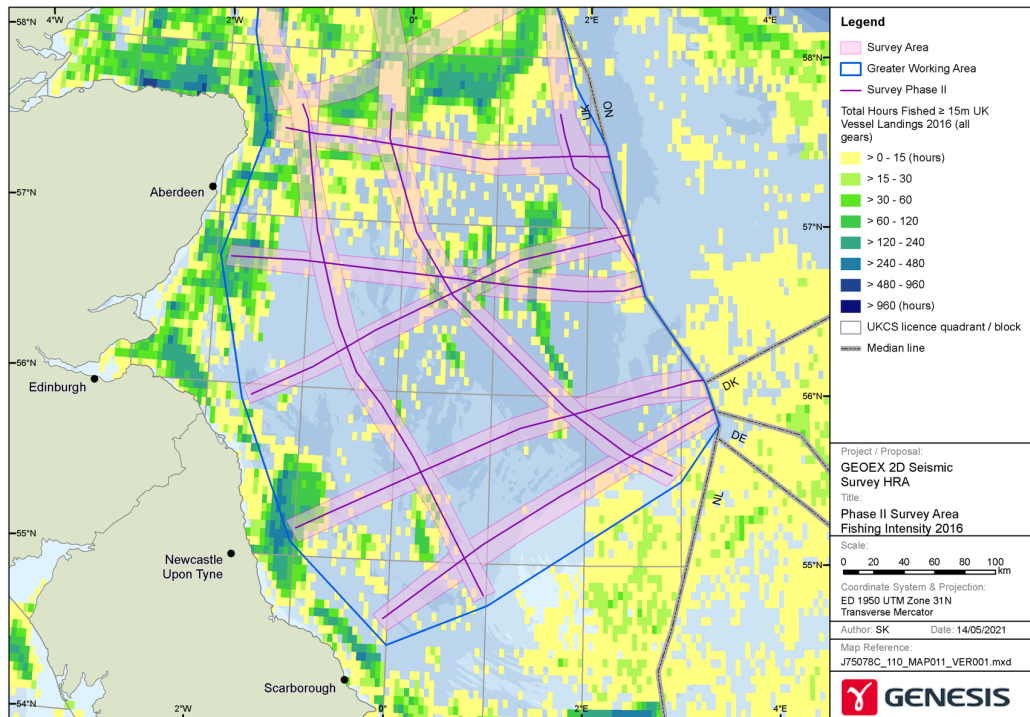 58°N
4°W
2°W
0°
2°E
4°E
58°N
57°N
57°N
56°N
56°N
55°N
55°N
54°N
2°W
0°
2°E
4°E
UK
NO
Aberdeen
Edinburgh
DK
DE
NL
Newcastle
Upon Tyne
Scarborough
Legend
Survey Area
Greater Working Area
Survey Phase II
Total Hours Fished ≥ 15m UK
Vessel Landings 2016 (all
gears)
> 0 - 15 (hours)
> 15 - 30
> 30 - 60
> 60 - 120
> 120 - 240
> 240 - 480
> 480 - 960
> 960 (hours)
UKCS licence quadrant / block
Median line
Project / Proposal:
GEOEX 2D Seismic
Survey HRA
Title:
Phase II Survey Area
Fishing Intensity 2016
Scale:
0 20 40 60 80 100
km
Coordinate System & Projection:
ED 1950 UTM Zone 31N
Transverse Mercator
Author: SK Date: 14/05/2021
Map Reference:
J75078C_110_MAP011_VER001.mxd
GENESIS